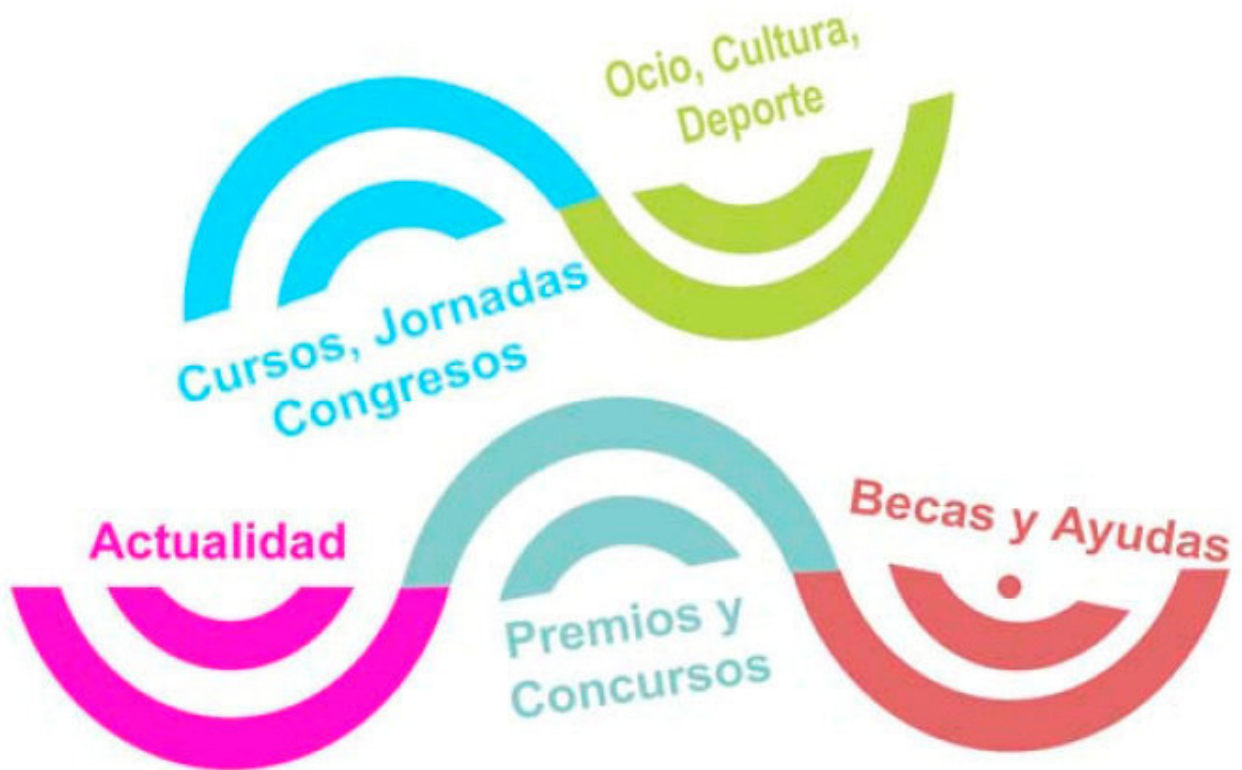 Ocio, Cultura,
Deporte
Cursos, Jornadas
Congresos
Actualidad
Premios y
Concursos
Becas y Ayudas